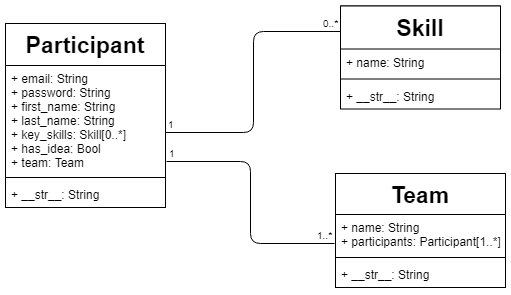 Participant
+ email: String
+ password: String
+ first_name: String
+ last_name: String
+ key_skills: Skill[0..*]
+ has_idea: Bool
+ team: Team
+ __str__: String
1
1
0..*
1..*
Skill
+ name: String
+ __str__: String
Team
+ name: String
+ participants: Participant[1..*]
+ __str__: String